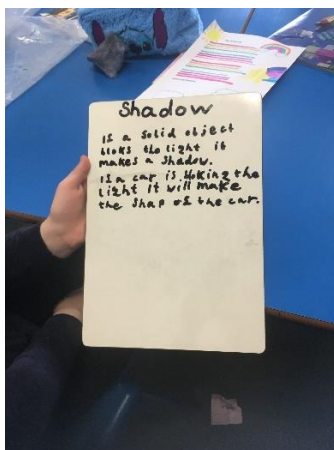 Shadow
If a solid object
bloks the light it
makes a shadow.
If a car is bloking the
light it will make
the shap of the car.